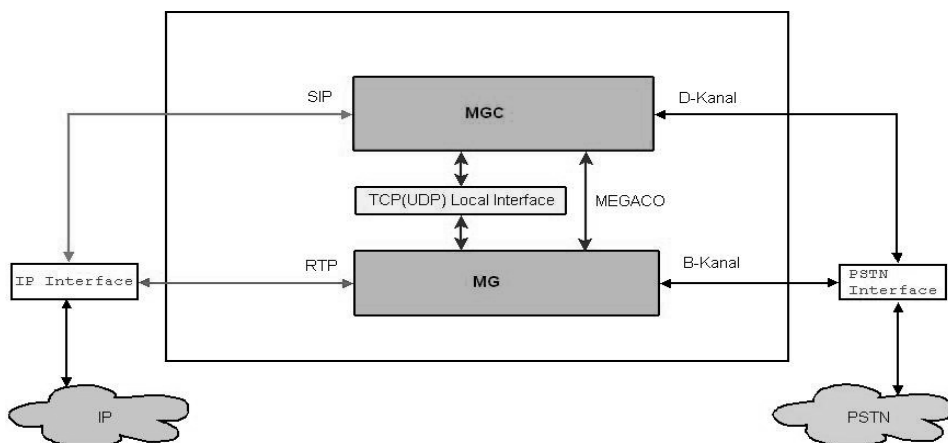 SIP
D-Kanal
MGC
TCP(UDP) Local Interface
MEGACO
RTP
B-Kanal
MG
IP Interface
PSTN
Interface
IP
PSTN